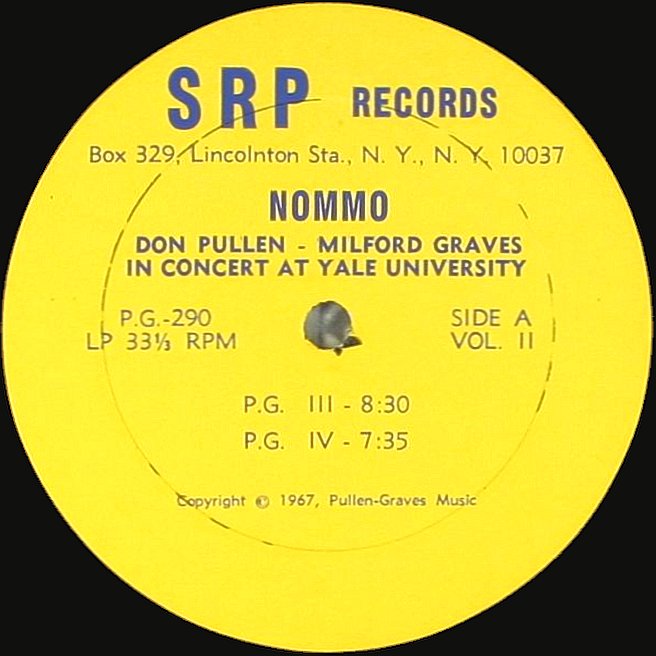 SRP RECORDS
Box 329, Lincolnton Sta., N. Y., N. Y. 10037
NOMMO
DON PULLEN - MILFORD GRAVES
IN CONCERT AT YALE UNIVERSITY
P.G.-290 SIDE A
LP 33⅓ RPM VOL. II
P.G. III - 8:30
P.G. IV - 7:35
Copyright © 1967, Pullen-Graves Music